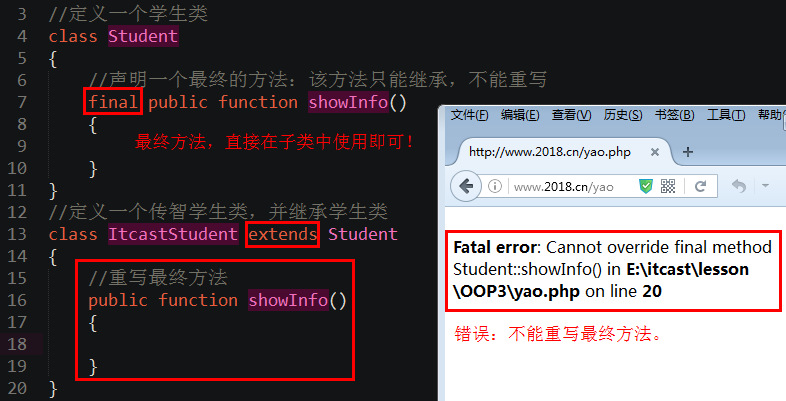 3 //定义一个学生类
4 class Student
5 {
6 //声明一个最终的方法：该方法只能继承，不能重写
7 final public function showInfo()
8 {
9 最终方法，直接在子类中使用即可！
10 }
11 }
12 //定义一个传智学生类，并继承学生类
13 class ItcastStudent extends Student
14 {
15 //重写最终方法
16 public function showInfo()
17 {
18
19 }
20 }
文件(F) 编辑(E) 查看(V) 历史(S) 书签(B) 工具(T) 帮助
http://www.2018.cn/yao.php
www.2018.cn/yao
Fatal error: Cannot override final method
Student::showInfo() in E:\itcast\lesson
\OOP3\yao.php on line 20
错误：不能重写最终方法。